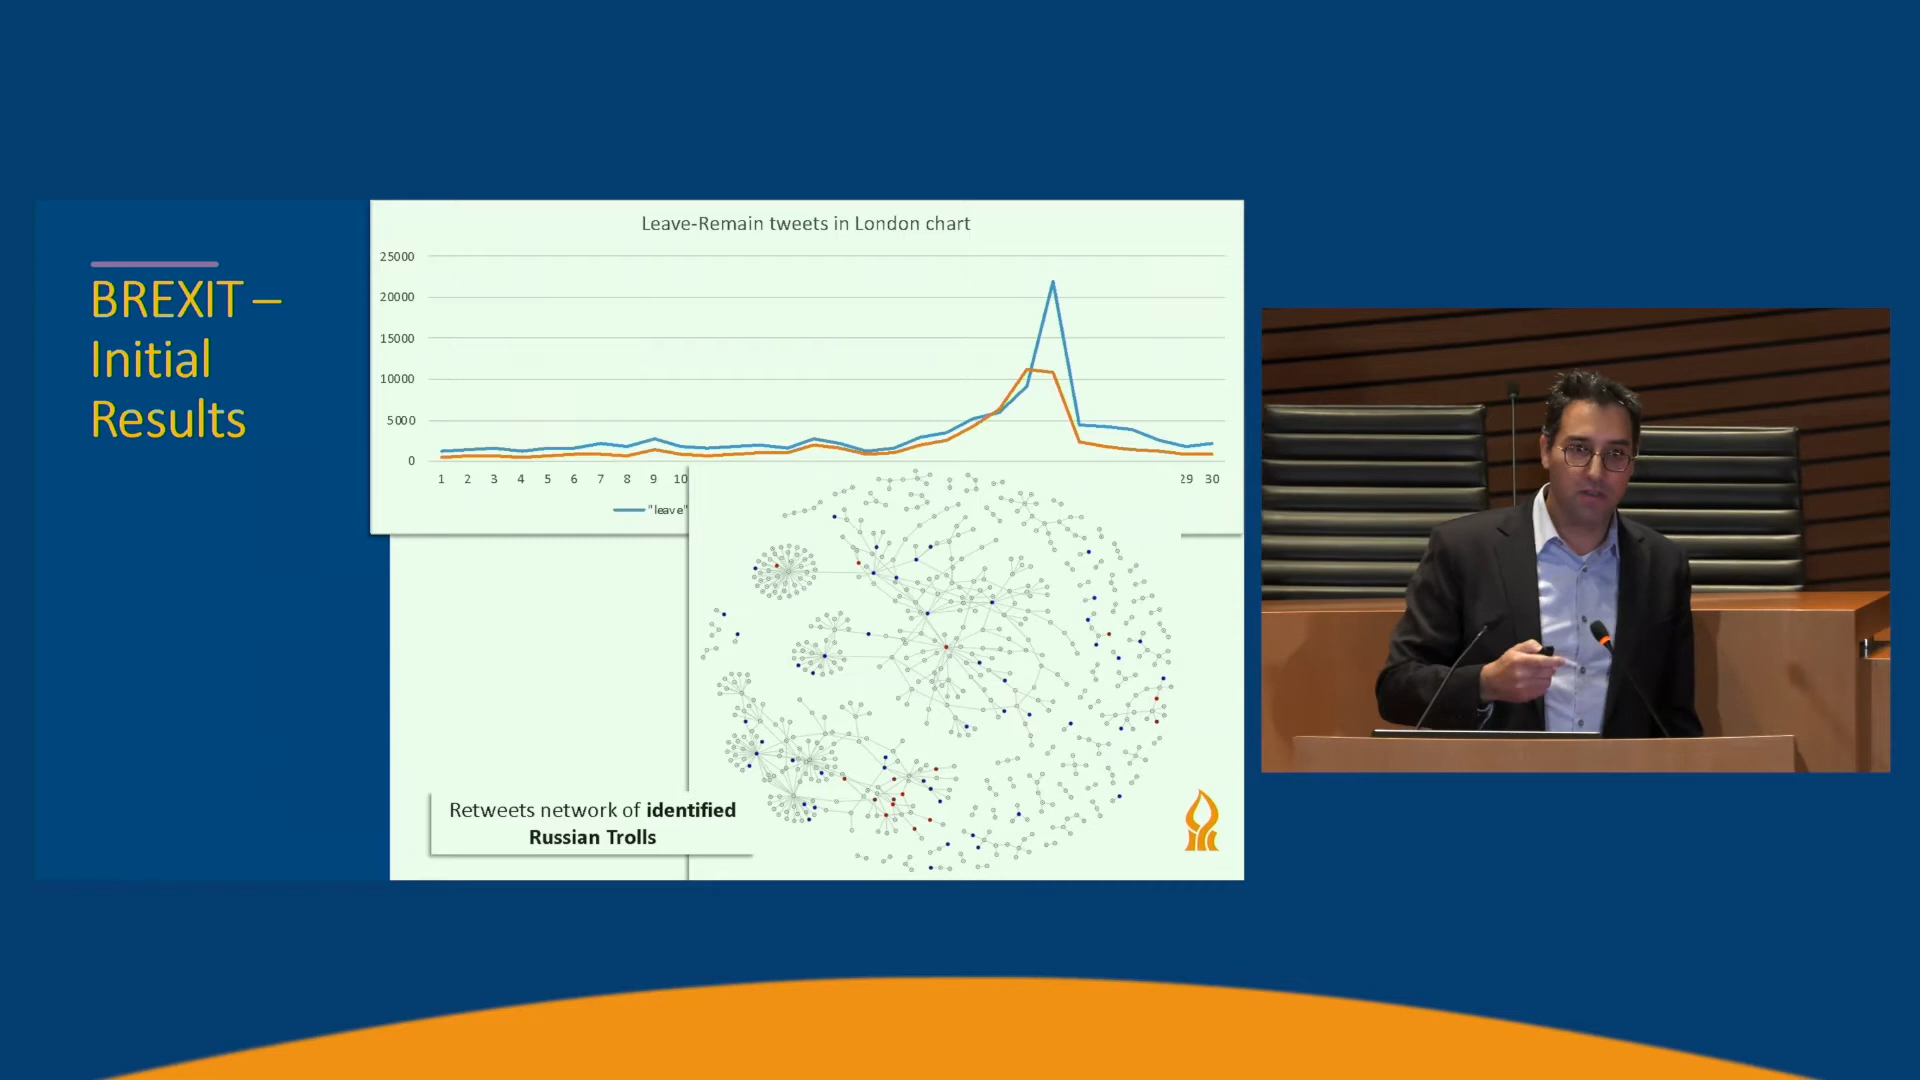 BREXIT –
Initial
Results
Leave-Remain tweets in London chart
25000
20000
15000
10000
5000
0
1 2 3 4 5 6 7 8 9 10 29 30
"leave"
Retweets network of identified
Russian Trolls